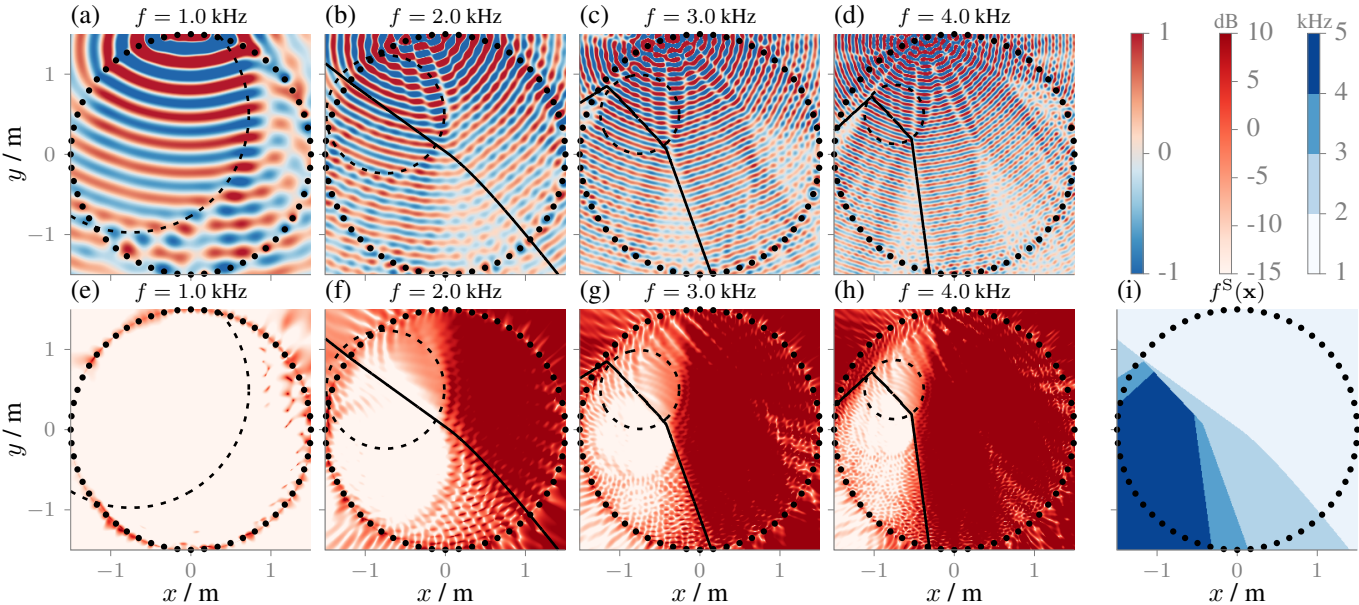 (a) f = 1.0 kHz
(b) f = 2.0 kHz
(c) f = 3.0 kHz
(d) f = 4.0 kHz
dB
kHz
y / m
1
0
−1
1
0
-1
10
5
0
-5
-10
-15
5
4
3
2
1
(e) f = 1.0 kHz
(f) f = 2.0 kHz
(g) f = 3.0 kHz
(h) f = 4.0 kHz
(i) fS(x)
y / m
1
0
−1
−1 0 1
x / m
−1 0 1
x / m
−1 0 1
x / m
−1 0 1
x / m
−1 0 1
x / m